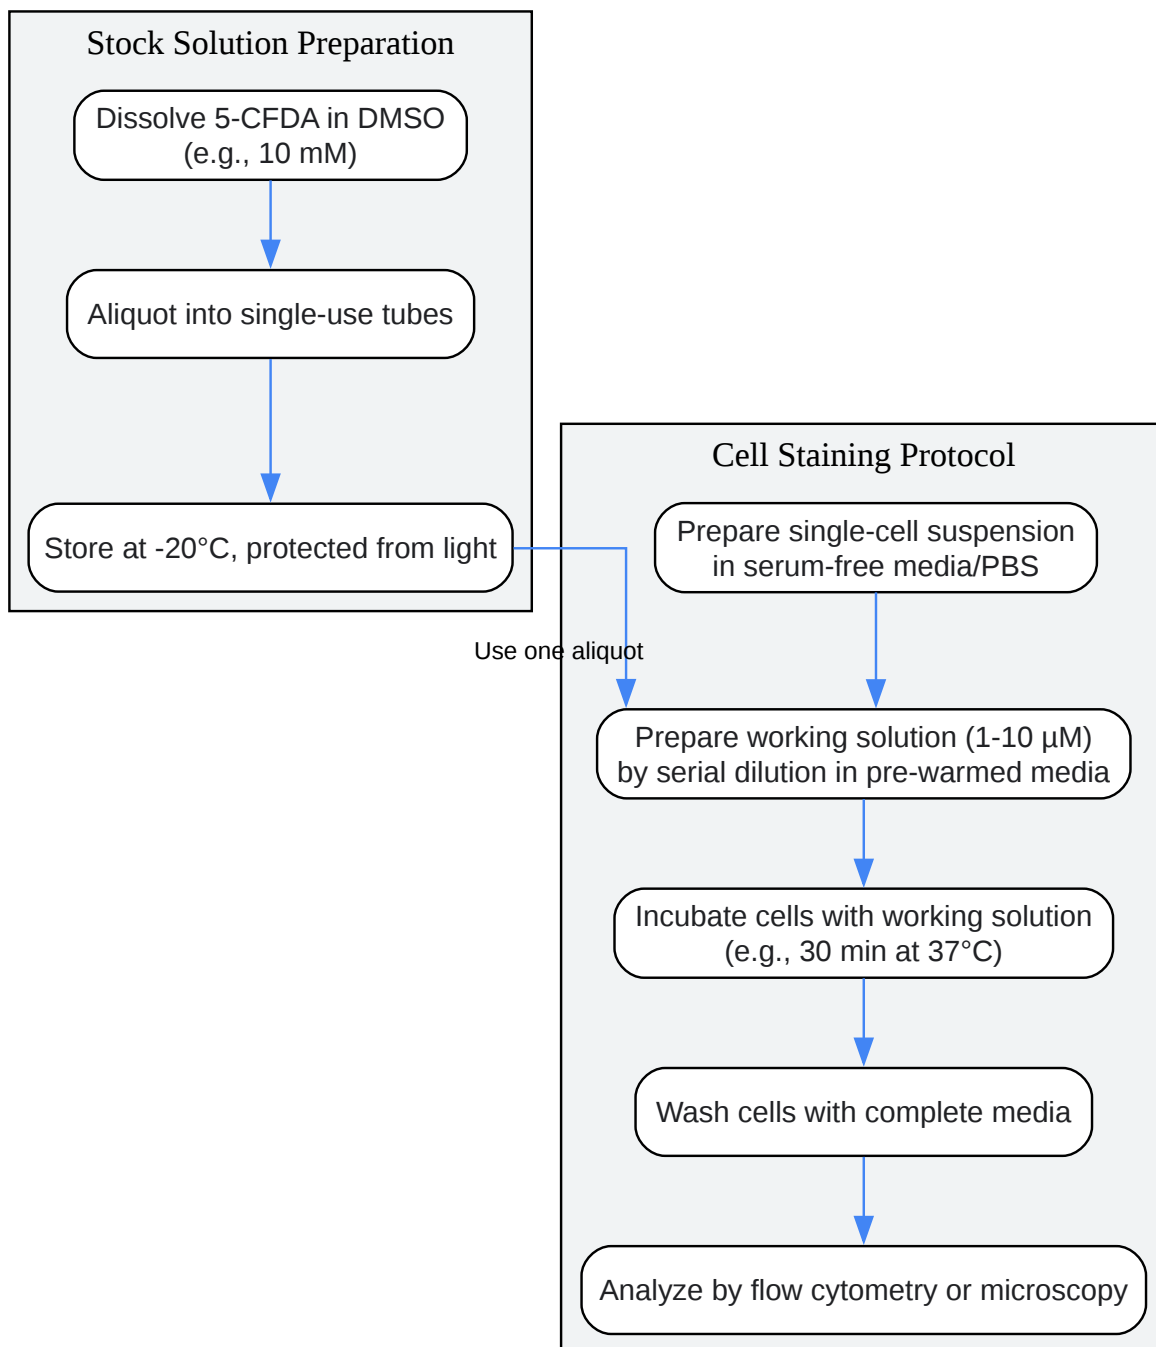 Stock Solution Preparation
Dissolve 5-CFDA in DMSO
(e.g., 10 mM)
Aliquot into single-use tubes
Store at -20°C, protected from light
Use one aliquot
Cell Staining Protocol
Prepare single-cell suspension
in serum-free media/PBS
Prepare working solution (1-10 µM)
by serial dilution in pre-warmed media
Incubate cells with working solution
(e.g., 30 min at 37°C)
Wash cells with complete media
Analyze by flow cytometry or microscopy